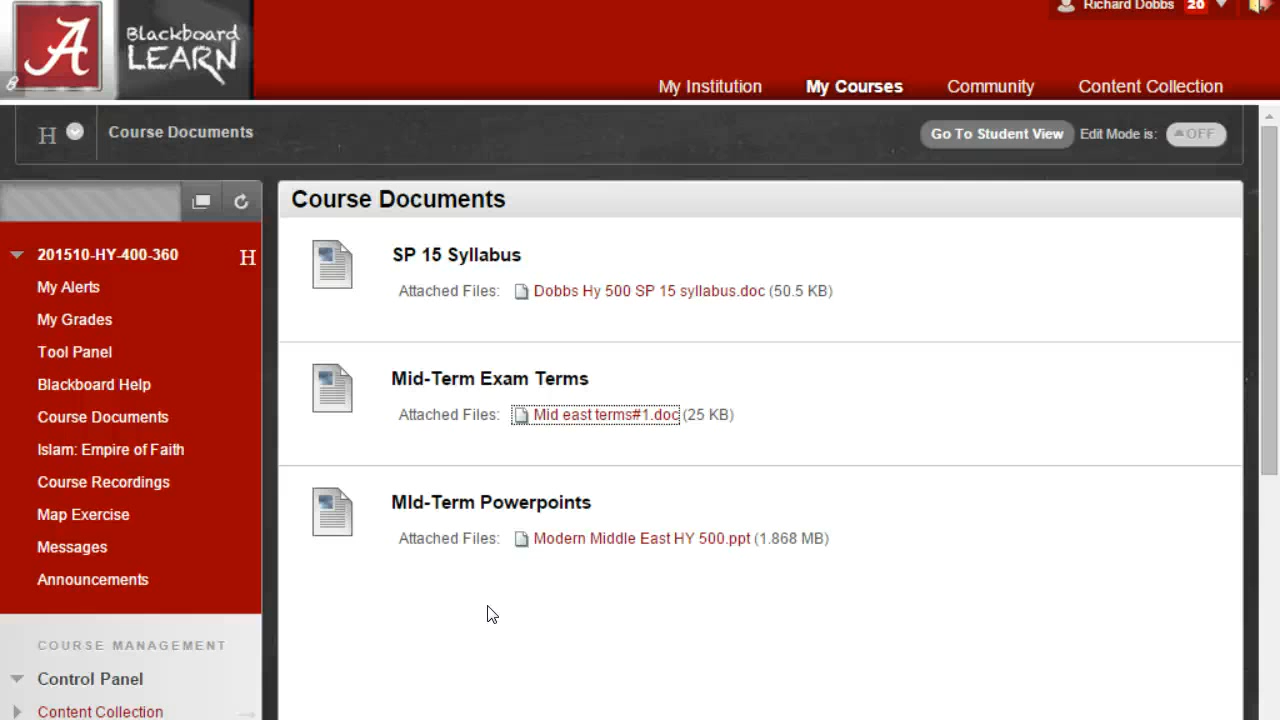 Richard Dobbs 20
A Blackboard
LEARN
My Institution My Courses Community Content Collection
H Course Documents Go To Student View Edit Mode is: OFF
Course Documents
201510-HY-400-360 H
My Alerts
My Grades
Tool Panel
Blackboard Help
Course Documents
Islam: Empire of Faith
Course Recordings
Map Exercise
Messages
Announcements
COURSE MANAGEMENT
Control Panel
Content Collection
SP 15 Syllabus
Attached Files: Dobbs Hy 500 SP 15 syllabus.doc (50.5 KB)
Mid-Term Exam Terms
Attached Files: Mid east terms#1.doc (25 KB)
MId-Term Powerpoints
Attached Files: Modern Middle East HY 500.ppt (1.868 MB)